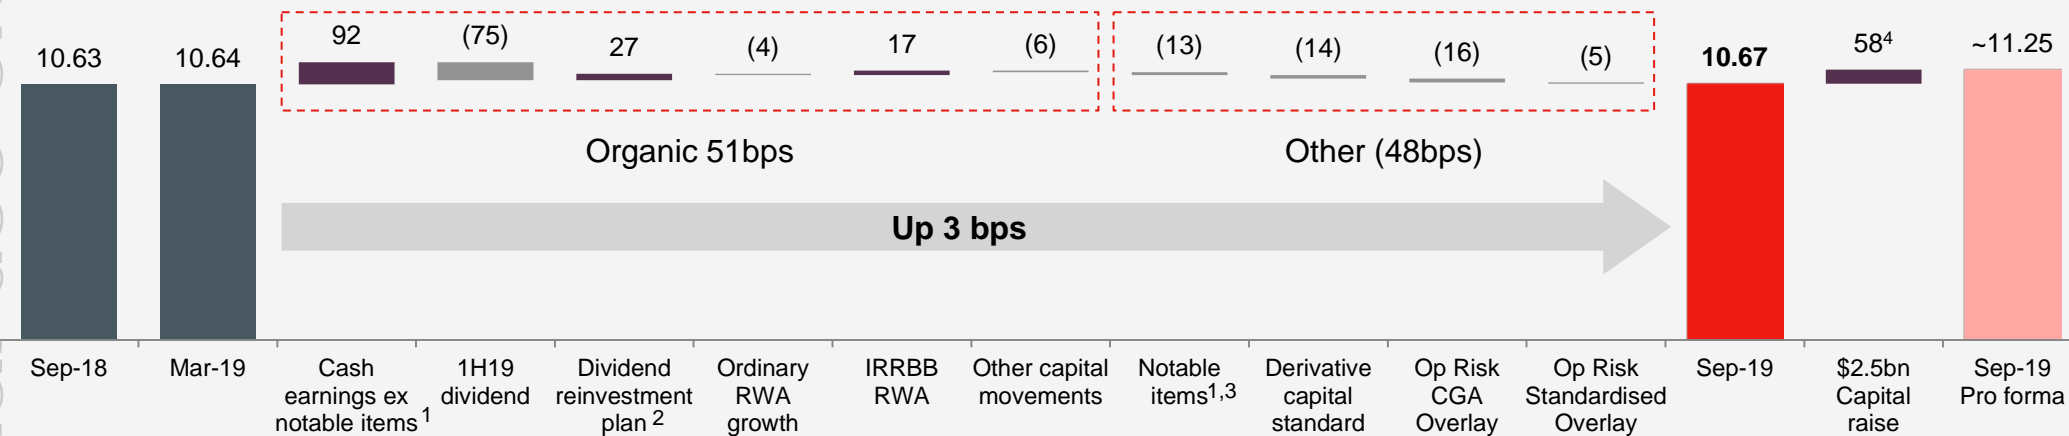 10.63
10.64
92
(75)
27
(4)
17
(6)
(13)
(14)
(16)
(5)
10.67
58⁴
~11.25
Organic 51bps
Other (48bps)
Up 3 bps
Sep-18
Mar-19
Cash
earnings ex
notable items 1
1H19
dividend
Dividend
reinvestment
plan 2
Ordinary
RWA
growth
IRRBB
RWA
Other capital
movements
Notable
items1,3
Derivative
capital
standard
Op Risk
CGA
Overlay
Op Risk
Standardised
Overlay
Sep-19
$2.5bn
Capital
raise
Sep-19
Pro forma